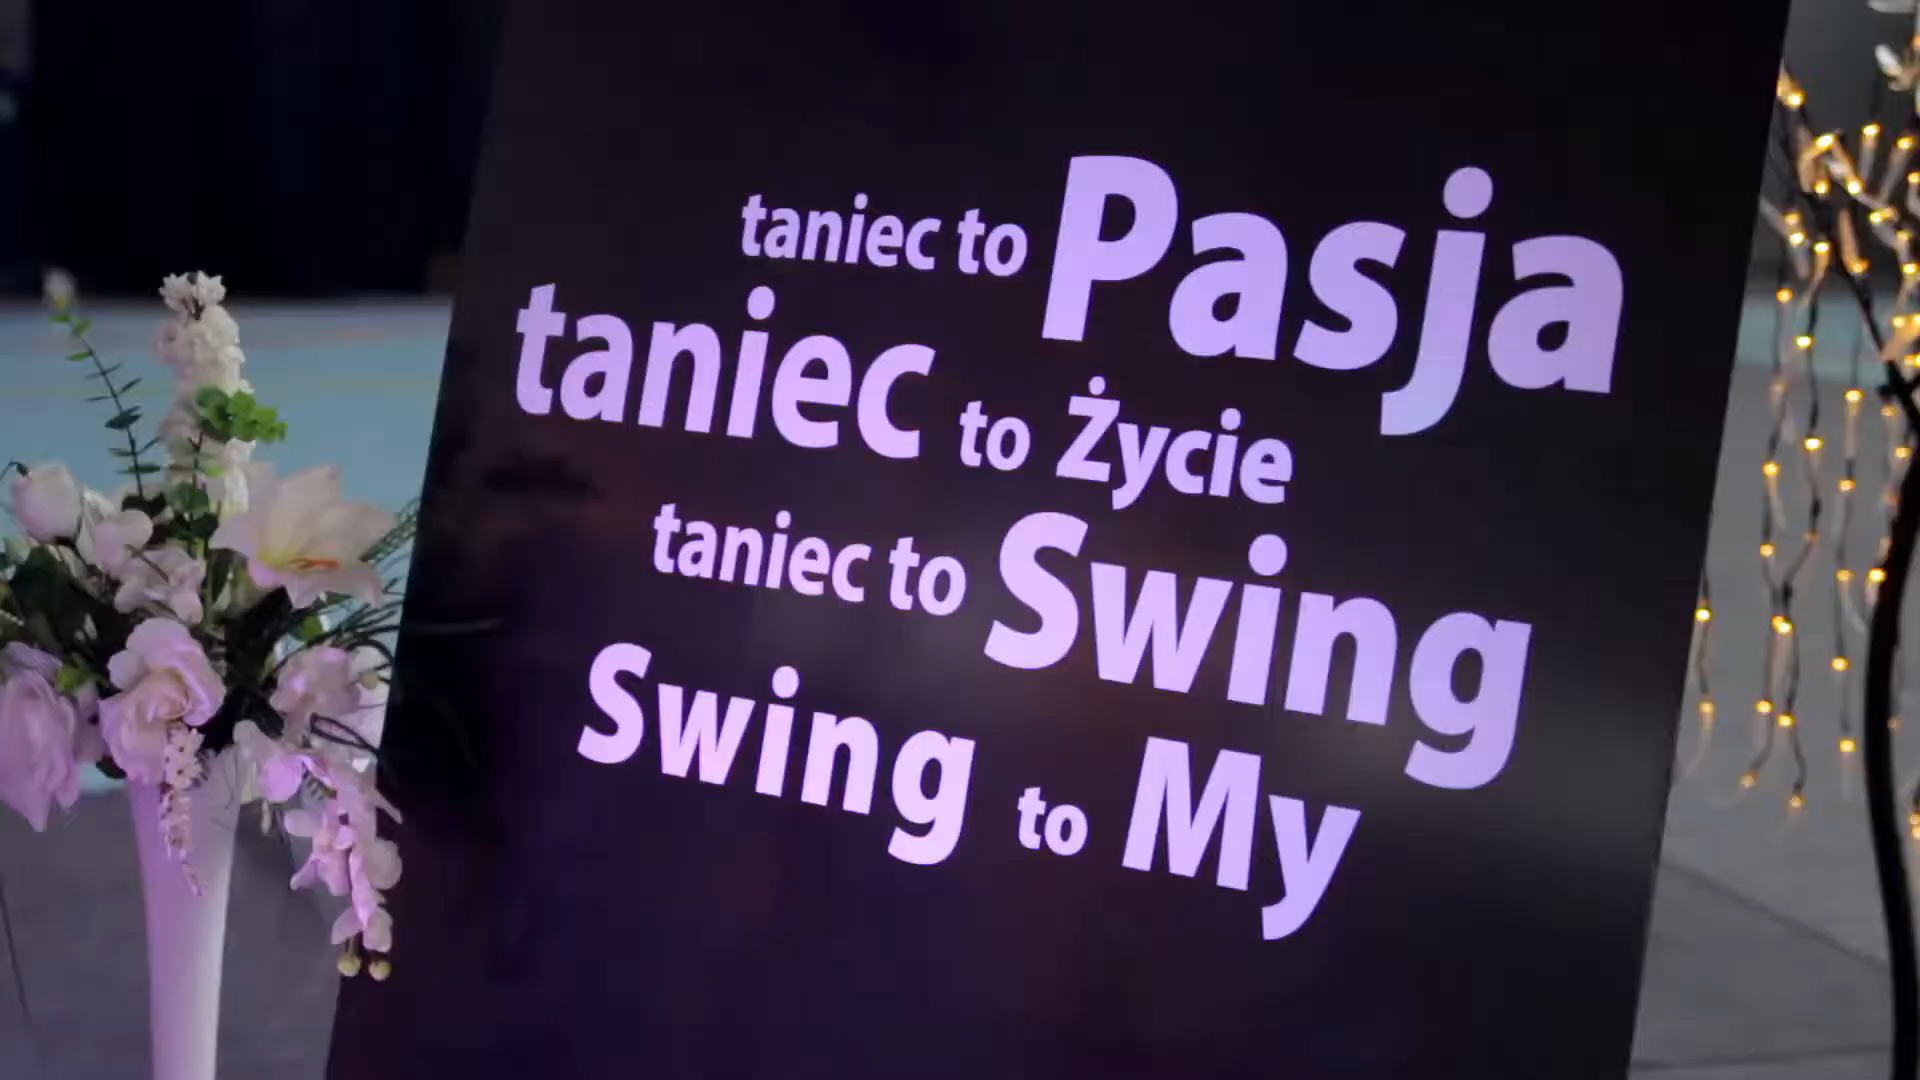 taniec to Pasja
taniec to Życie
taniec to Swing
Swing to My